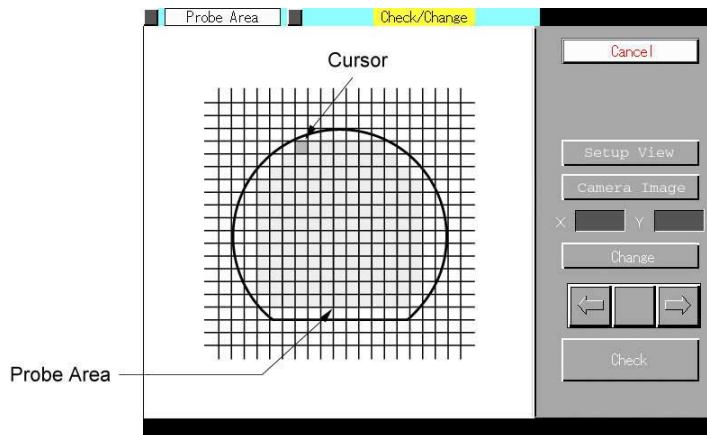 Probe Area
Check/Change
Cancel
Cursor
Setup View
Camera Image
X Y
Change
Check
Probe Area